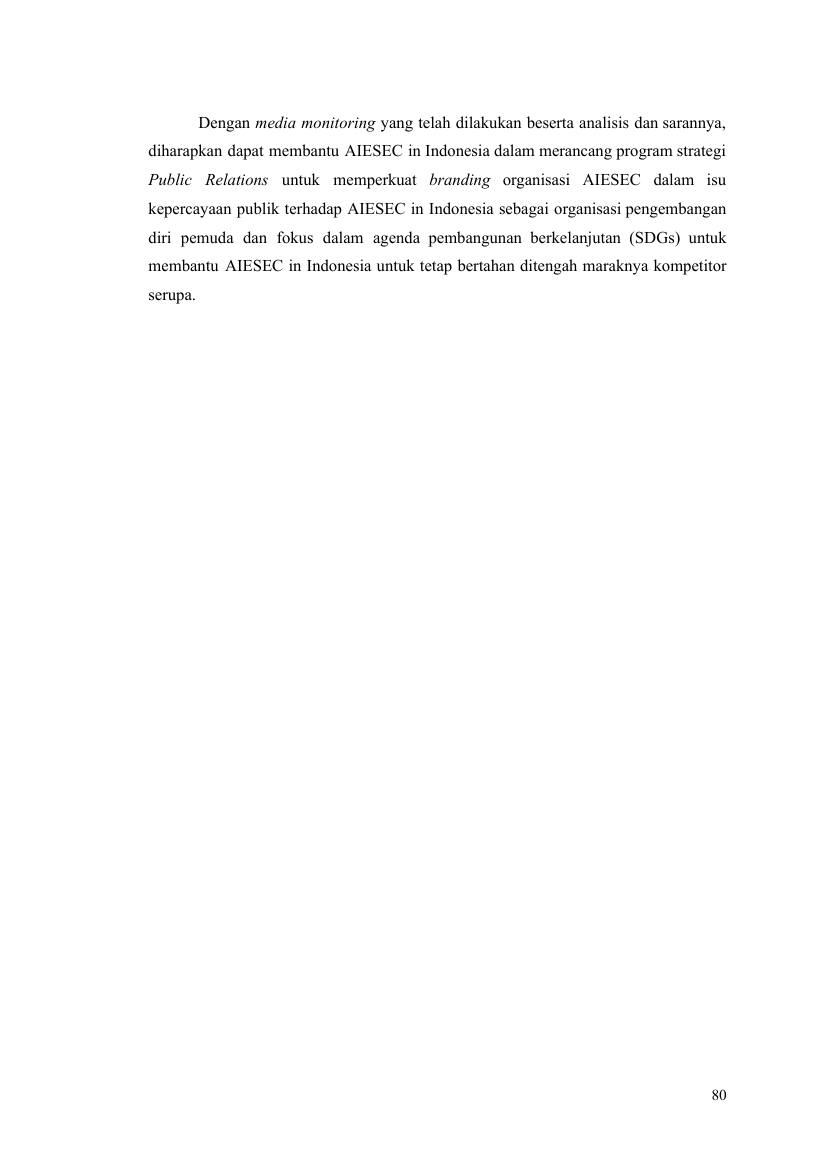 Dengan media monitoring yang telah dilakukan beserta analisis dan sarannya,
diharapkan dapat membantu AIESEC in Indonesia dalam merancang program strategi
Public Relations untuk memperkuat branding organisasi AIESEC dalam isu
kepercayaan publik terhadap AIESEC in Indonesia sebagai organisasi pengembangan
diri pemuda dan fokus dalam agenda pembangunan berkelanjutan (SDGs) untuk
membantu AIESEC in Indonesia untuk tetap bertahan ditengah maraknya kompetitor
serupa.
80